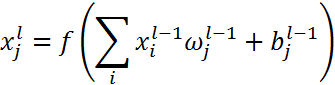 x_j^l = f(∑_i x_i^{l-1} ω_j^{l-1} + b_j^{l-1})